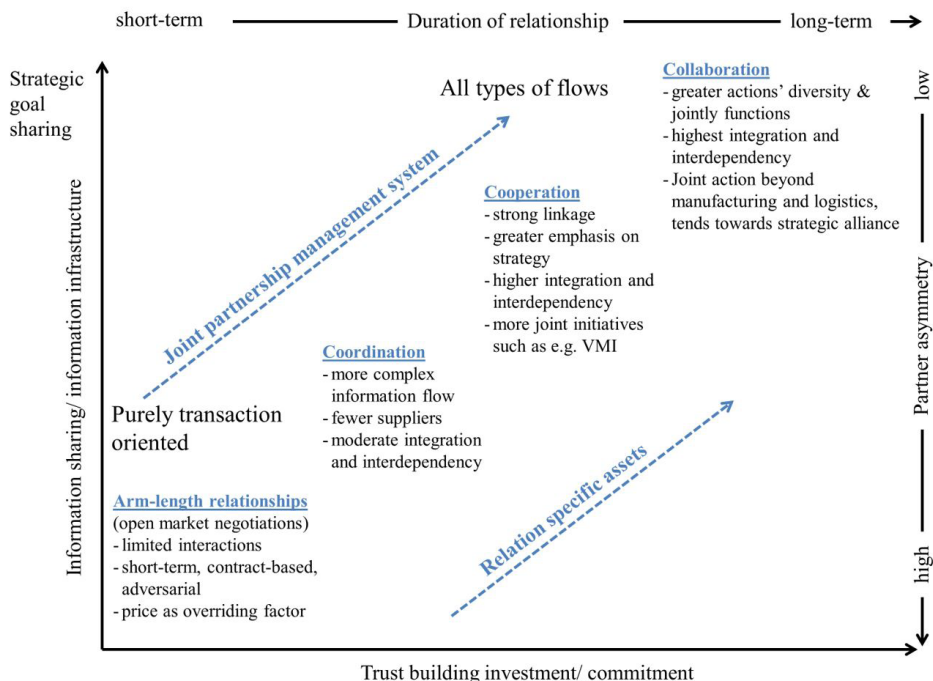 short-term
Duration of relationship
long-term
Strategic
goal
sharing
All types of flows
Collaboration
- greater actions' diversity &
jointly functions
- highest integration and
interdependency
- Joint action beyond
manufacturing and logistics,
tends towards strategic alliance
low
Partner asymmetry
high
Joint partnership management system
Cooperation
- strong linkage
- greater emphasis on
strategy
- higher integration and
interdependency
- more joint initiatives
such as e.g. VMI
Information sharing/ information infrastructure
Coordination
- more complex
information flow
- fewer suppliers
- moderate integration
and interdependency
Purely transaction
oriented
Relation specific assets
Arm-length relationships
(open market negotiations)
- limited interactions
- short-term, contract-based,
adversarial
- price as overriding factor
Trust building investment/ commitment